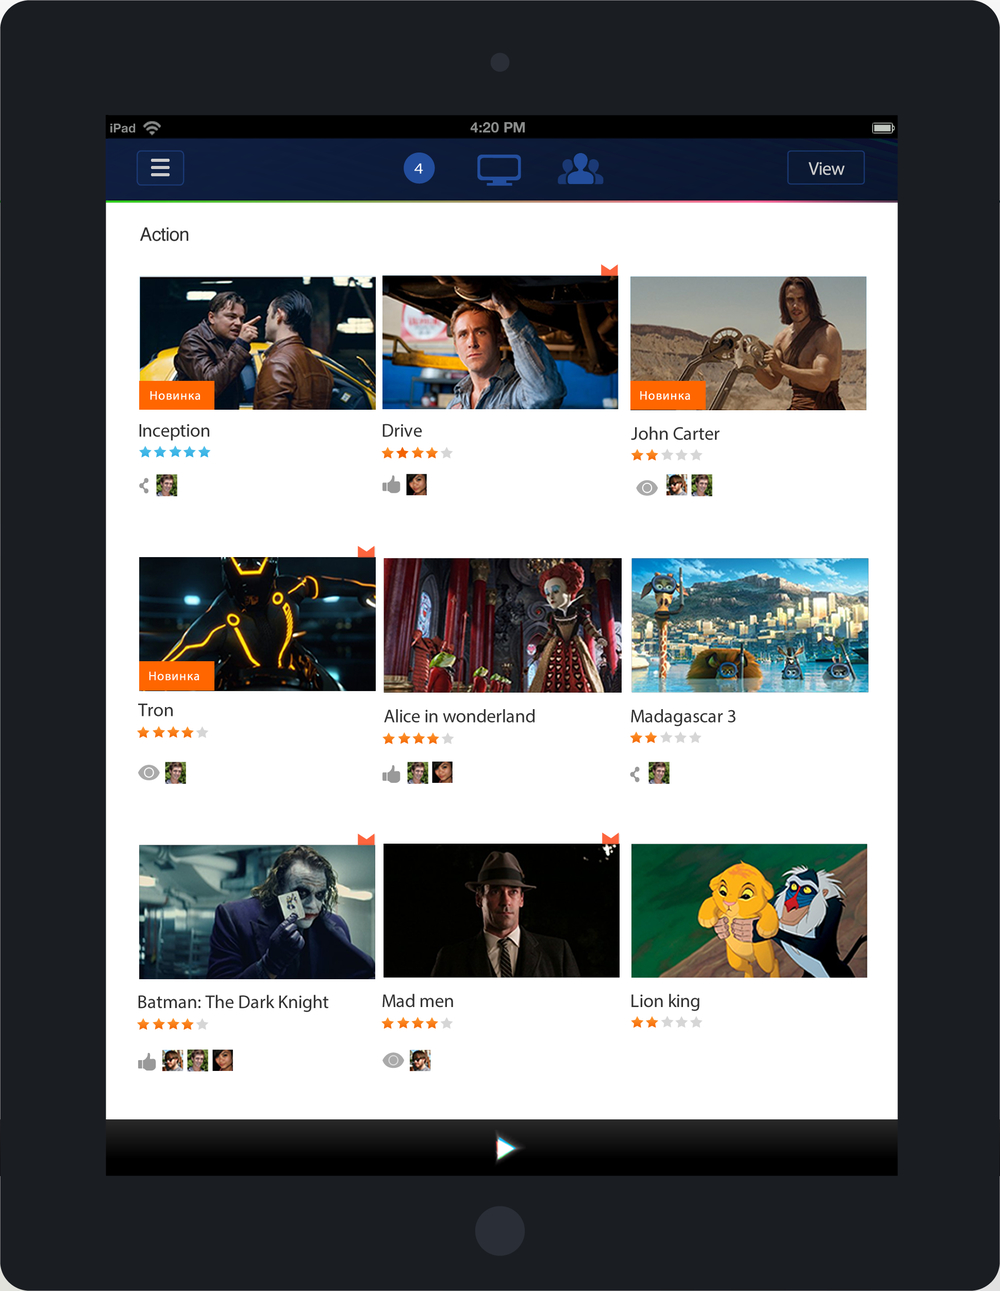 iPad
4:20 PM
4
View
Action
Новинка
Новинка
Inception
Drive
John Carter
Новинка
Tron
Alice in wonderland
Madagascar 3
Batman: The Dark Knight
Mad men
Lion king